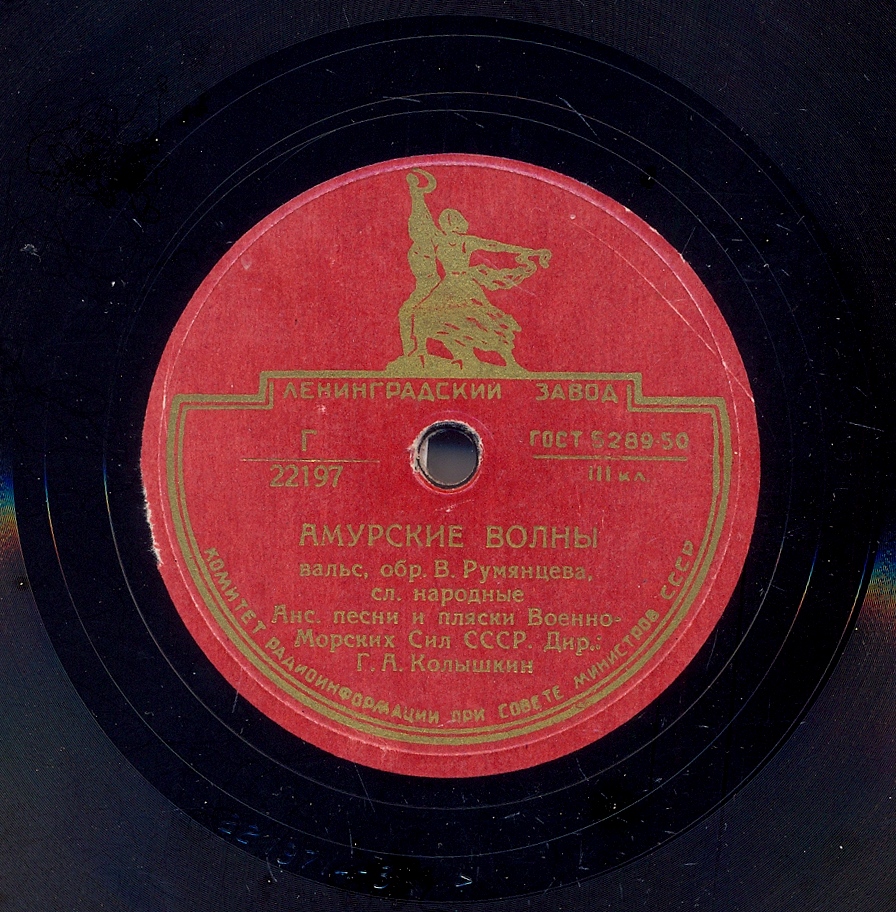 ЛЕНИНГРАДСКИЙ ЗАВОД
Г
22197
ГОСТ 5289-50
III кл.
АМУРСКИЕ ВОЛНЫ
вальс, обр. В. Румянцева,
сл. народные
Анс. песни и пляски Военно-
Морских Сил СССР. Дир.:
Г. А. Колышкин
КОМИТЕТ РАДИОИНФОРМАЦИИ ПРИ СОВЕТЕ МИНИСТРОВ СССР